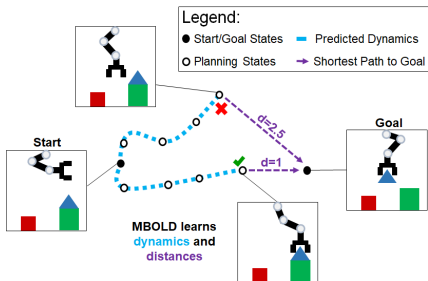 Legend:
Start/Goal States
Predicted Dynamics
Planning States
Shortest Path to Goal
d=2.5
Start
Goal
d=1
MBOLD learns
dynamics and
distances